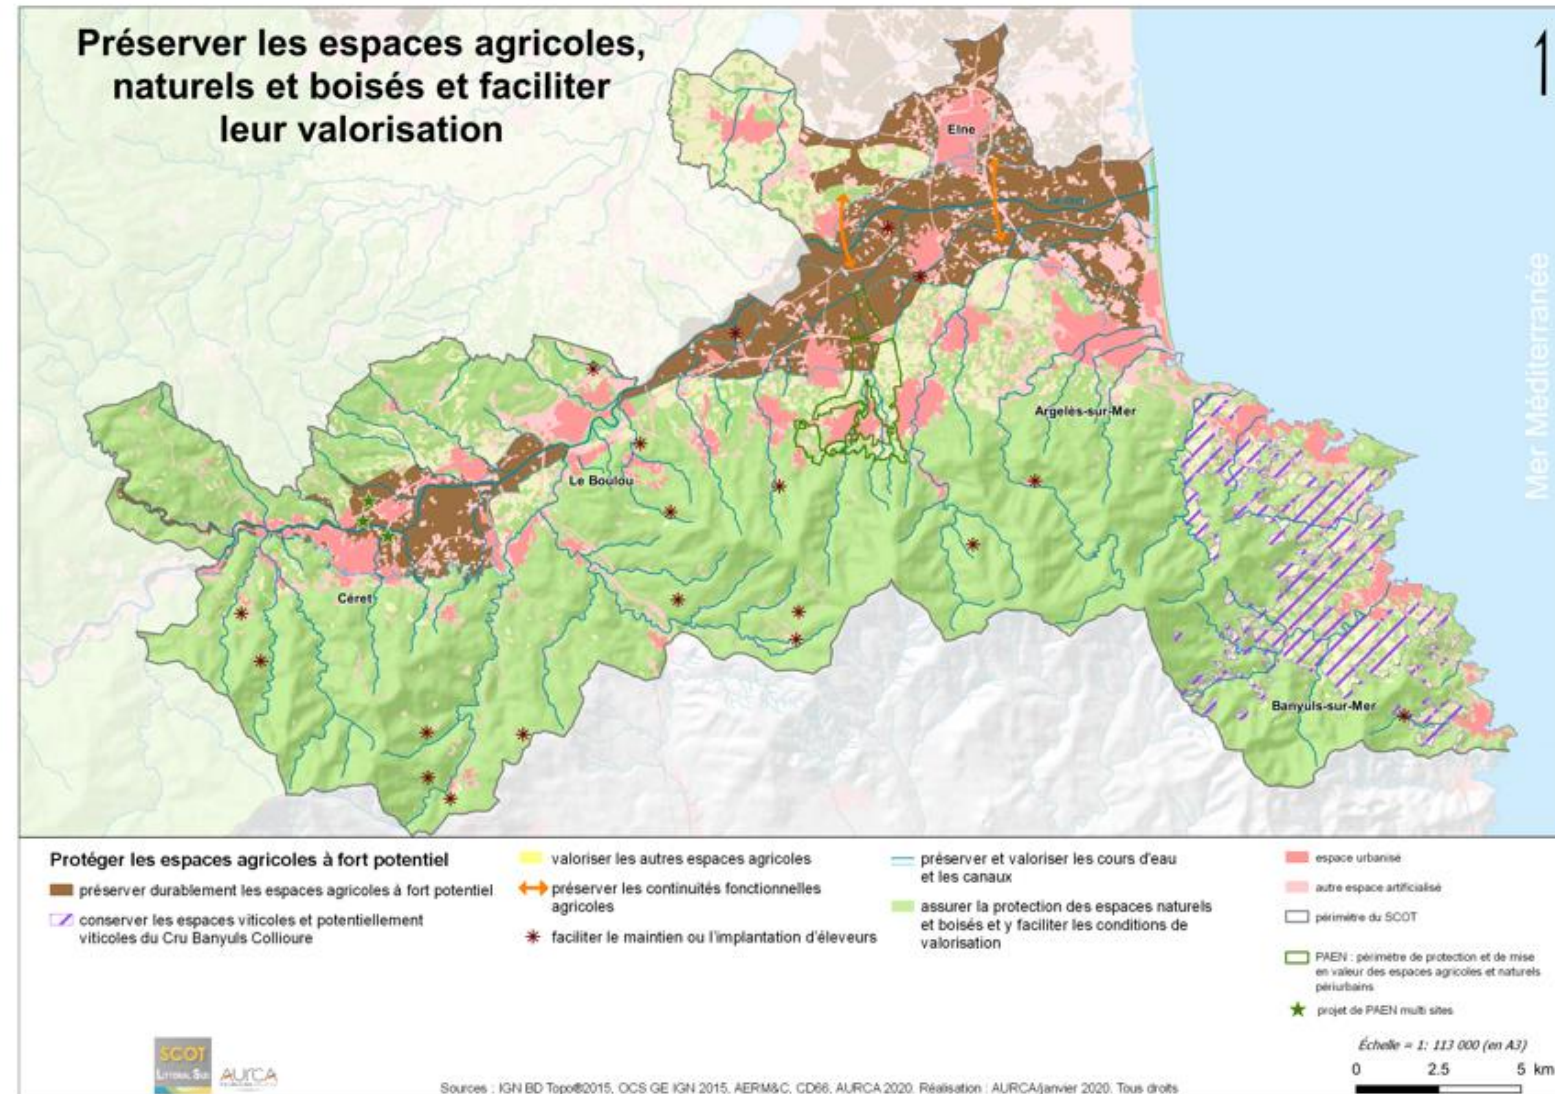 Préserver les espaces agricoles,
naturels et boisés et faciliter
leur valorisation
Elne
Argelès-sur-Mer
Le Boulou
Céret
Banyuls-sur-Mer
Mer Méditerranée
Protéger les espaces agricoles à fort potentiel
préserver durablement les espaces agricoles à fort potentiel
conserver les espaces viticoles et potentiellement
viticoles du Cru Banyuls Collioure
valoriser les autres espaces agricoles
préserver les continuités fonctionnelles
agricoles
faciliter le maintien ou l'implantation d'éleveurs
préserver et valoriser les cours d'eau
et les canaux
assurer la protection des espaces naturels
et boisés et y faciliter les conditions de
valorisation
espace urbanisé
autre espace artificialisé
périmètre du SCOT
PAEN : périmètre de protection et de mise
en valeur des espaces agricoles et naturels
périurbains
projet de PAEN multi sites
Échelle = 1: 113 000 (en A3)
0 2.5 5 km
SCOT
Littoral Sud
AURCA
Sources : IGN BD Topo®2015, OCS GE IGN 2015, AERM&C, CD66, AURCA 2020. Réalisation : AURCA/janvier 2020. Tous droits